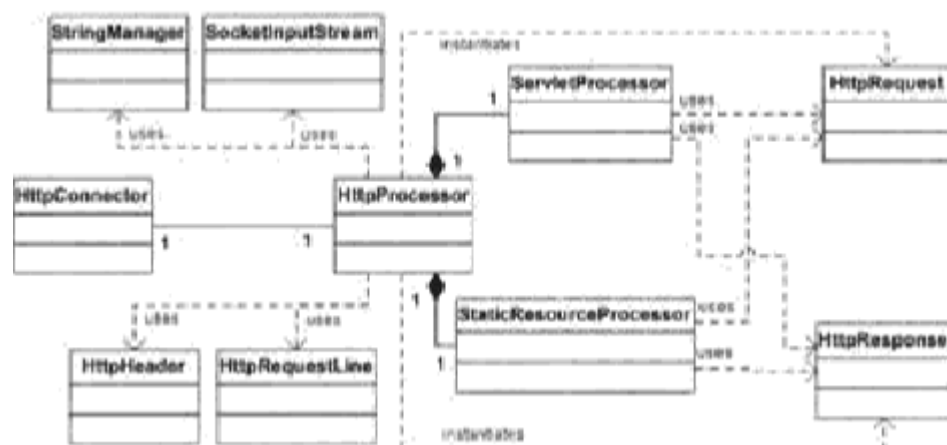 StringManager
SocketInputStream
instantiates
ServletProcessor
HttpRequest
uses
uses
1
uses
uses
1
HttpConnector
HttpProcessor
1
1
1
StaticResourceProcessor
uses
HttpResponse
uses
uses
uses
1
HttpHeader
HttpRequestLine
instantiates